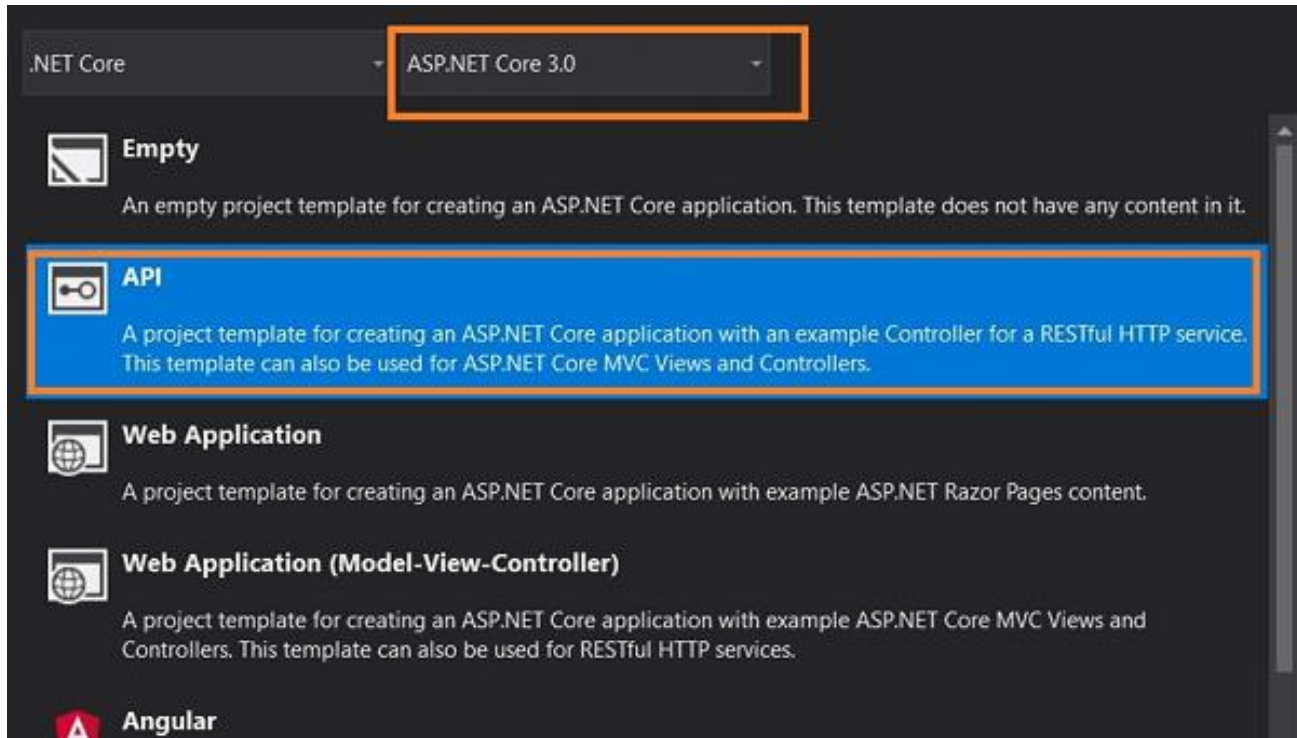 .NET Core
ASP.NET Core 3.0
Empty
An empty project template for creating an ASP.NET Core application. This template does not have any content in it.
API
A project template for creating an ASP.NET Core application with an example Controller for a RESTful HTTP service.
This template can also be used for ASP.NET Core MVC Views and Controllers.
Web Application
A project template for creating an ASP.NET Core application with example ASP.NET Razor Pages content.
Web Application (Model-View-Controller)
A project template for creating an ASP.NET Core application with example ASP.NET Core MVC Views and
Controllers. This template can also be used for RESTful HTTP services.
Angular